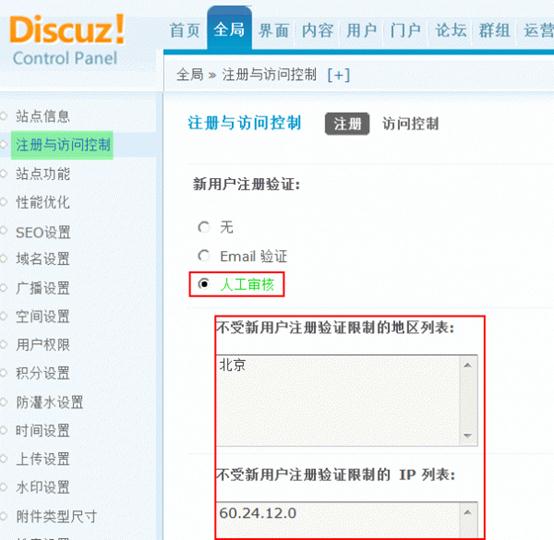 Discuz!
Control Panel
首页 全局 界面 内容 用户 门户 论坛 群组 运营
全局 » 注册与访问控制 [+]
站点信息
注册与访问控制
站点功能
性能优化
SEO设置
域名设置
广播设置
空间设置
用户权限
积分设置
防灌水设置
时间设置
上传设置
水印设置
附件类型尺寸
注册与访问控制 注册 访问控制
新用户注册验证:
无
Email 验证
人工审核
不受新用户注册验证限制的地区列表:
北京
不受新用户注册验证限制的 IP 列表:
60.24.12.0